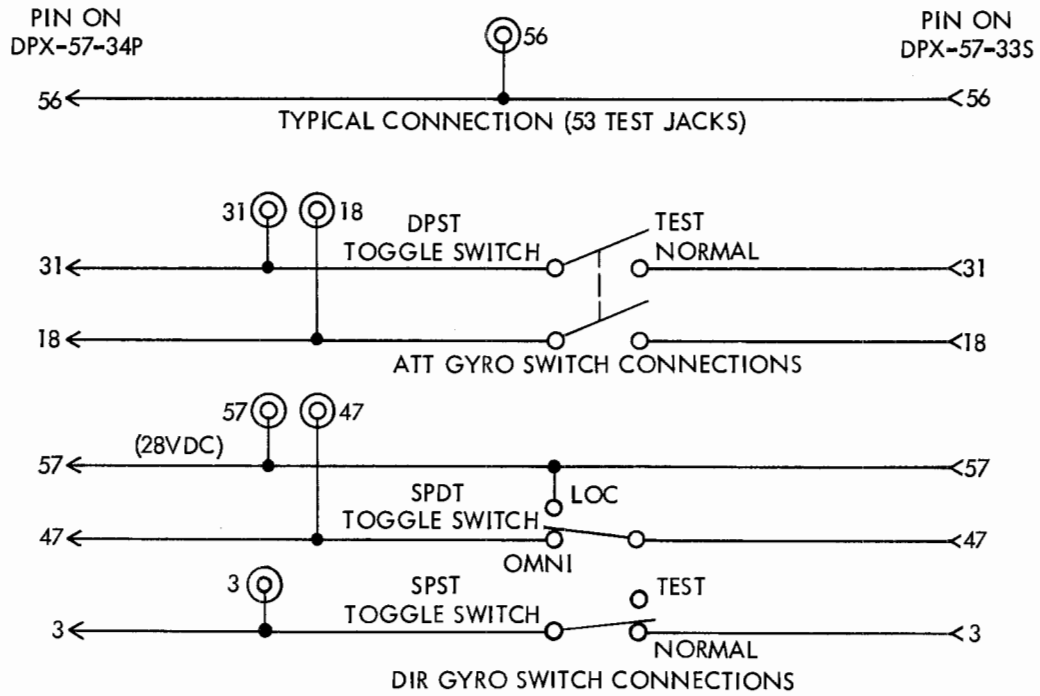 PIN ON
DPX-57-34P
56
PIN ON
DPX-57-33S
56
56
TYPICAL CONNECTION (53 TEST JACKS)
31
18
DPST
TOGGLE SWITCH
TEST
NORMAL
31
31
18
18
ATT GYRO SWITCH CONNECTIONS
57
47
(28VDC)
57
57
SPDT
TOGGLE SWITCH
LOC
47
47
OMNI
3
SPST
TOGGLE SWITCH
TEST
3
3
NORMAL
DIR GYRO SWITCH CONNECTIONS